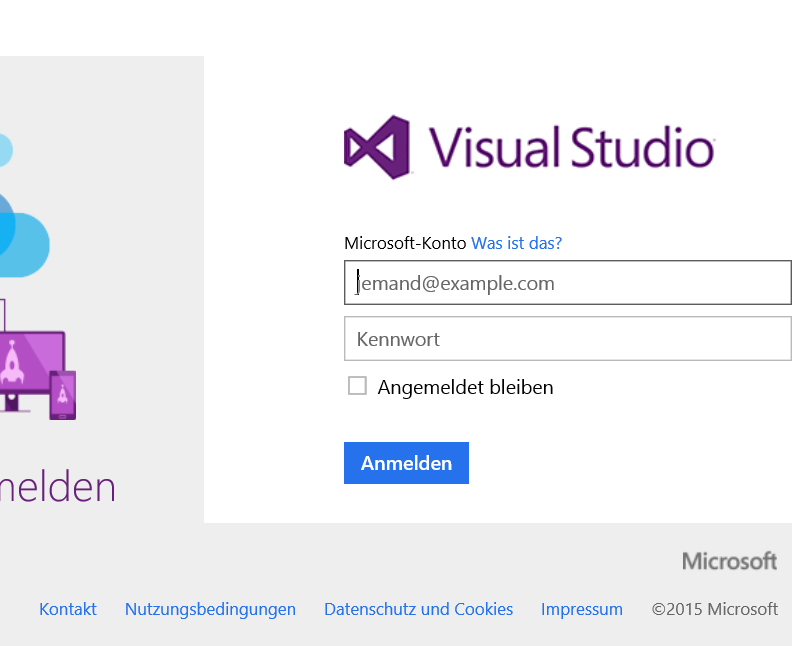 Visual Studio
Microsoft-Konto Was ist das?
jemand@example.com
Kennwort
Angemeldet bleiben
Anmelden
melden
Microsoft
Kontakt Nutzungsbedingungen Datenschutz und Cookies Impressum ©2015 Microsoft